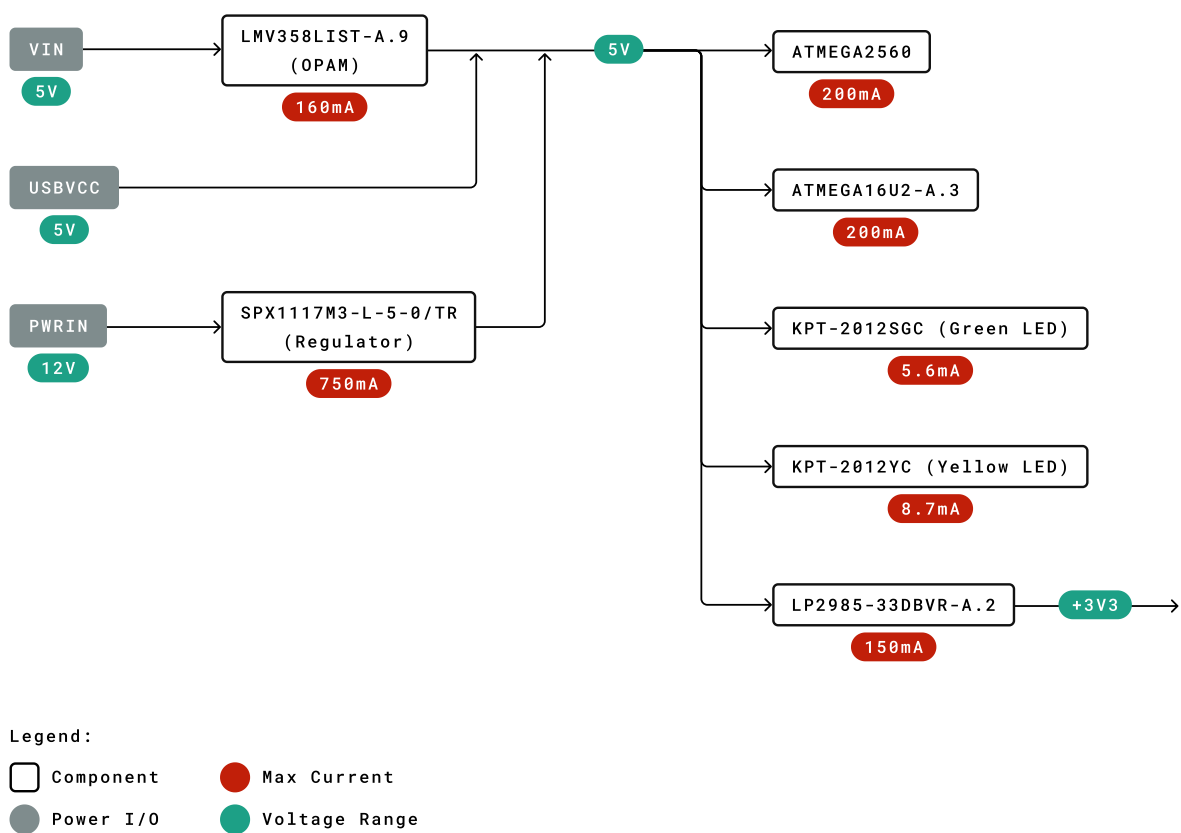 VIN
5V
LMV358LIST-A.9
(OPAM)
160mA
5V
ATMEGA2560
200mA
USBVCC
5V
ATMEGA16U2-A.3
200mA
PWRIN
12V
SPX1117M3-L-5-0/TR
(Regulator)
750mA
KPT-2012SGC (Green LED)
5.6mA
KPT-2012YC (Yellow LED)
8.7mA
LP2985-33DBVR-A.2
150mA
+3V3
Legend:
Component
Max Current
Power I/O
Voltage Range